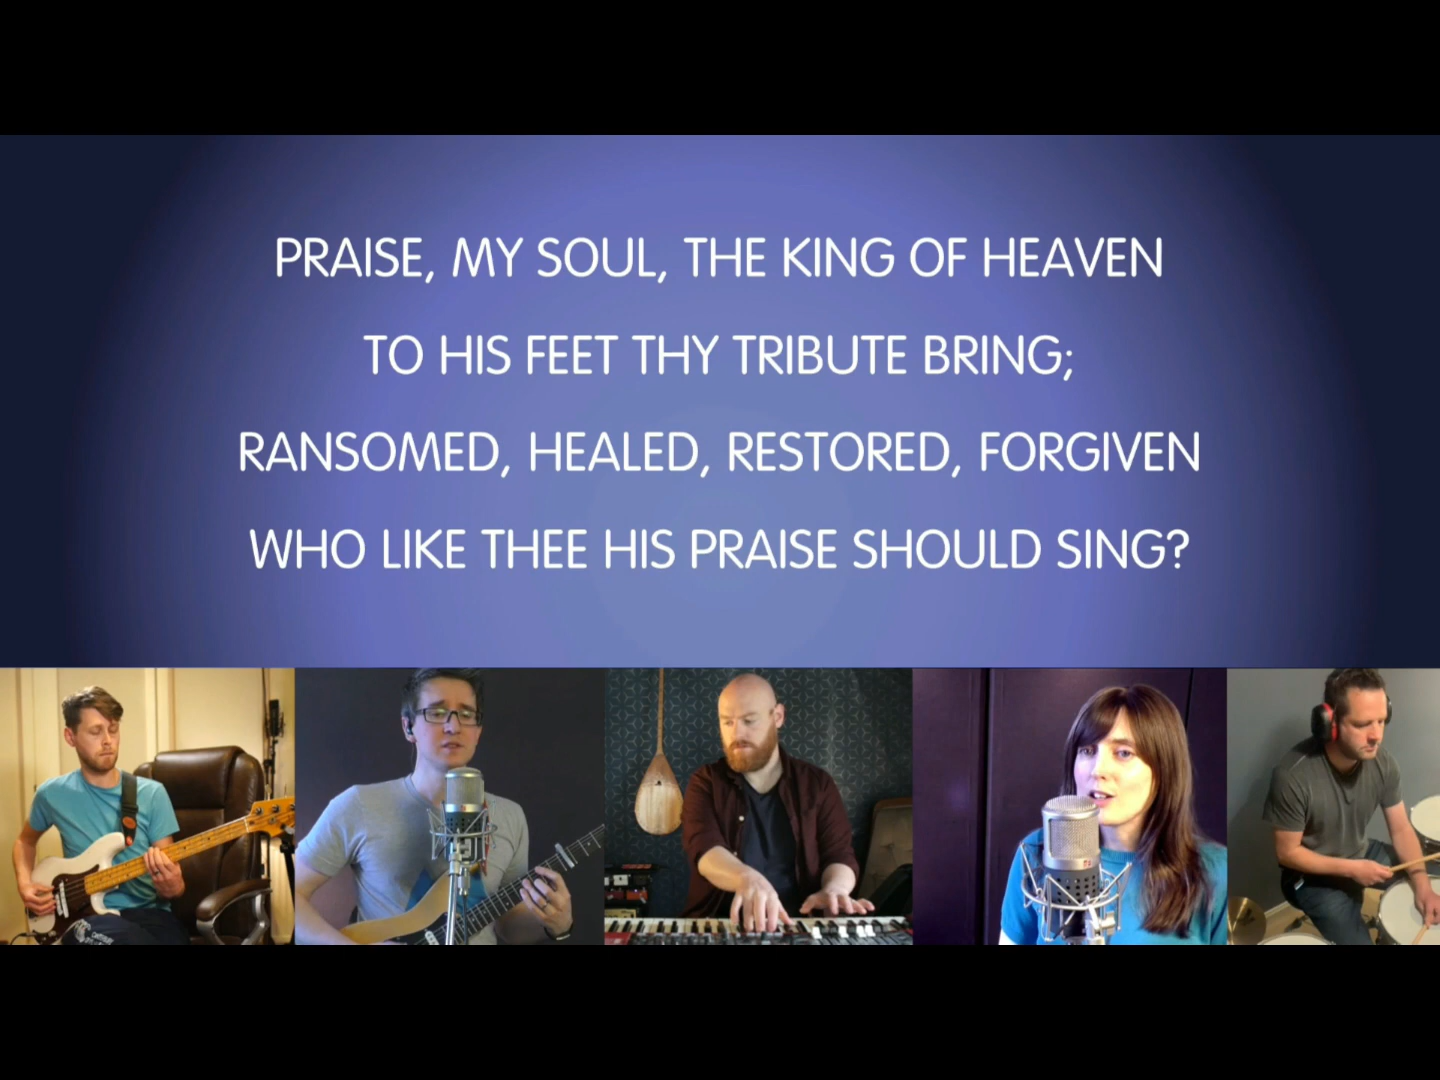 PRAISE, MY SOUL, THE KING OF HEAVEN
TO HIS FEET THY TRIBUTE BRING;
RANSOMED, HEALED, RESTORED, FORGIVEN
WHO LIKE THEE HIS PRAISE SHOULD SING?